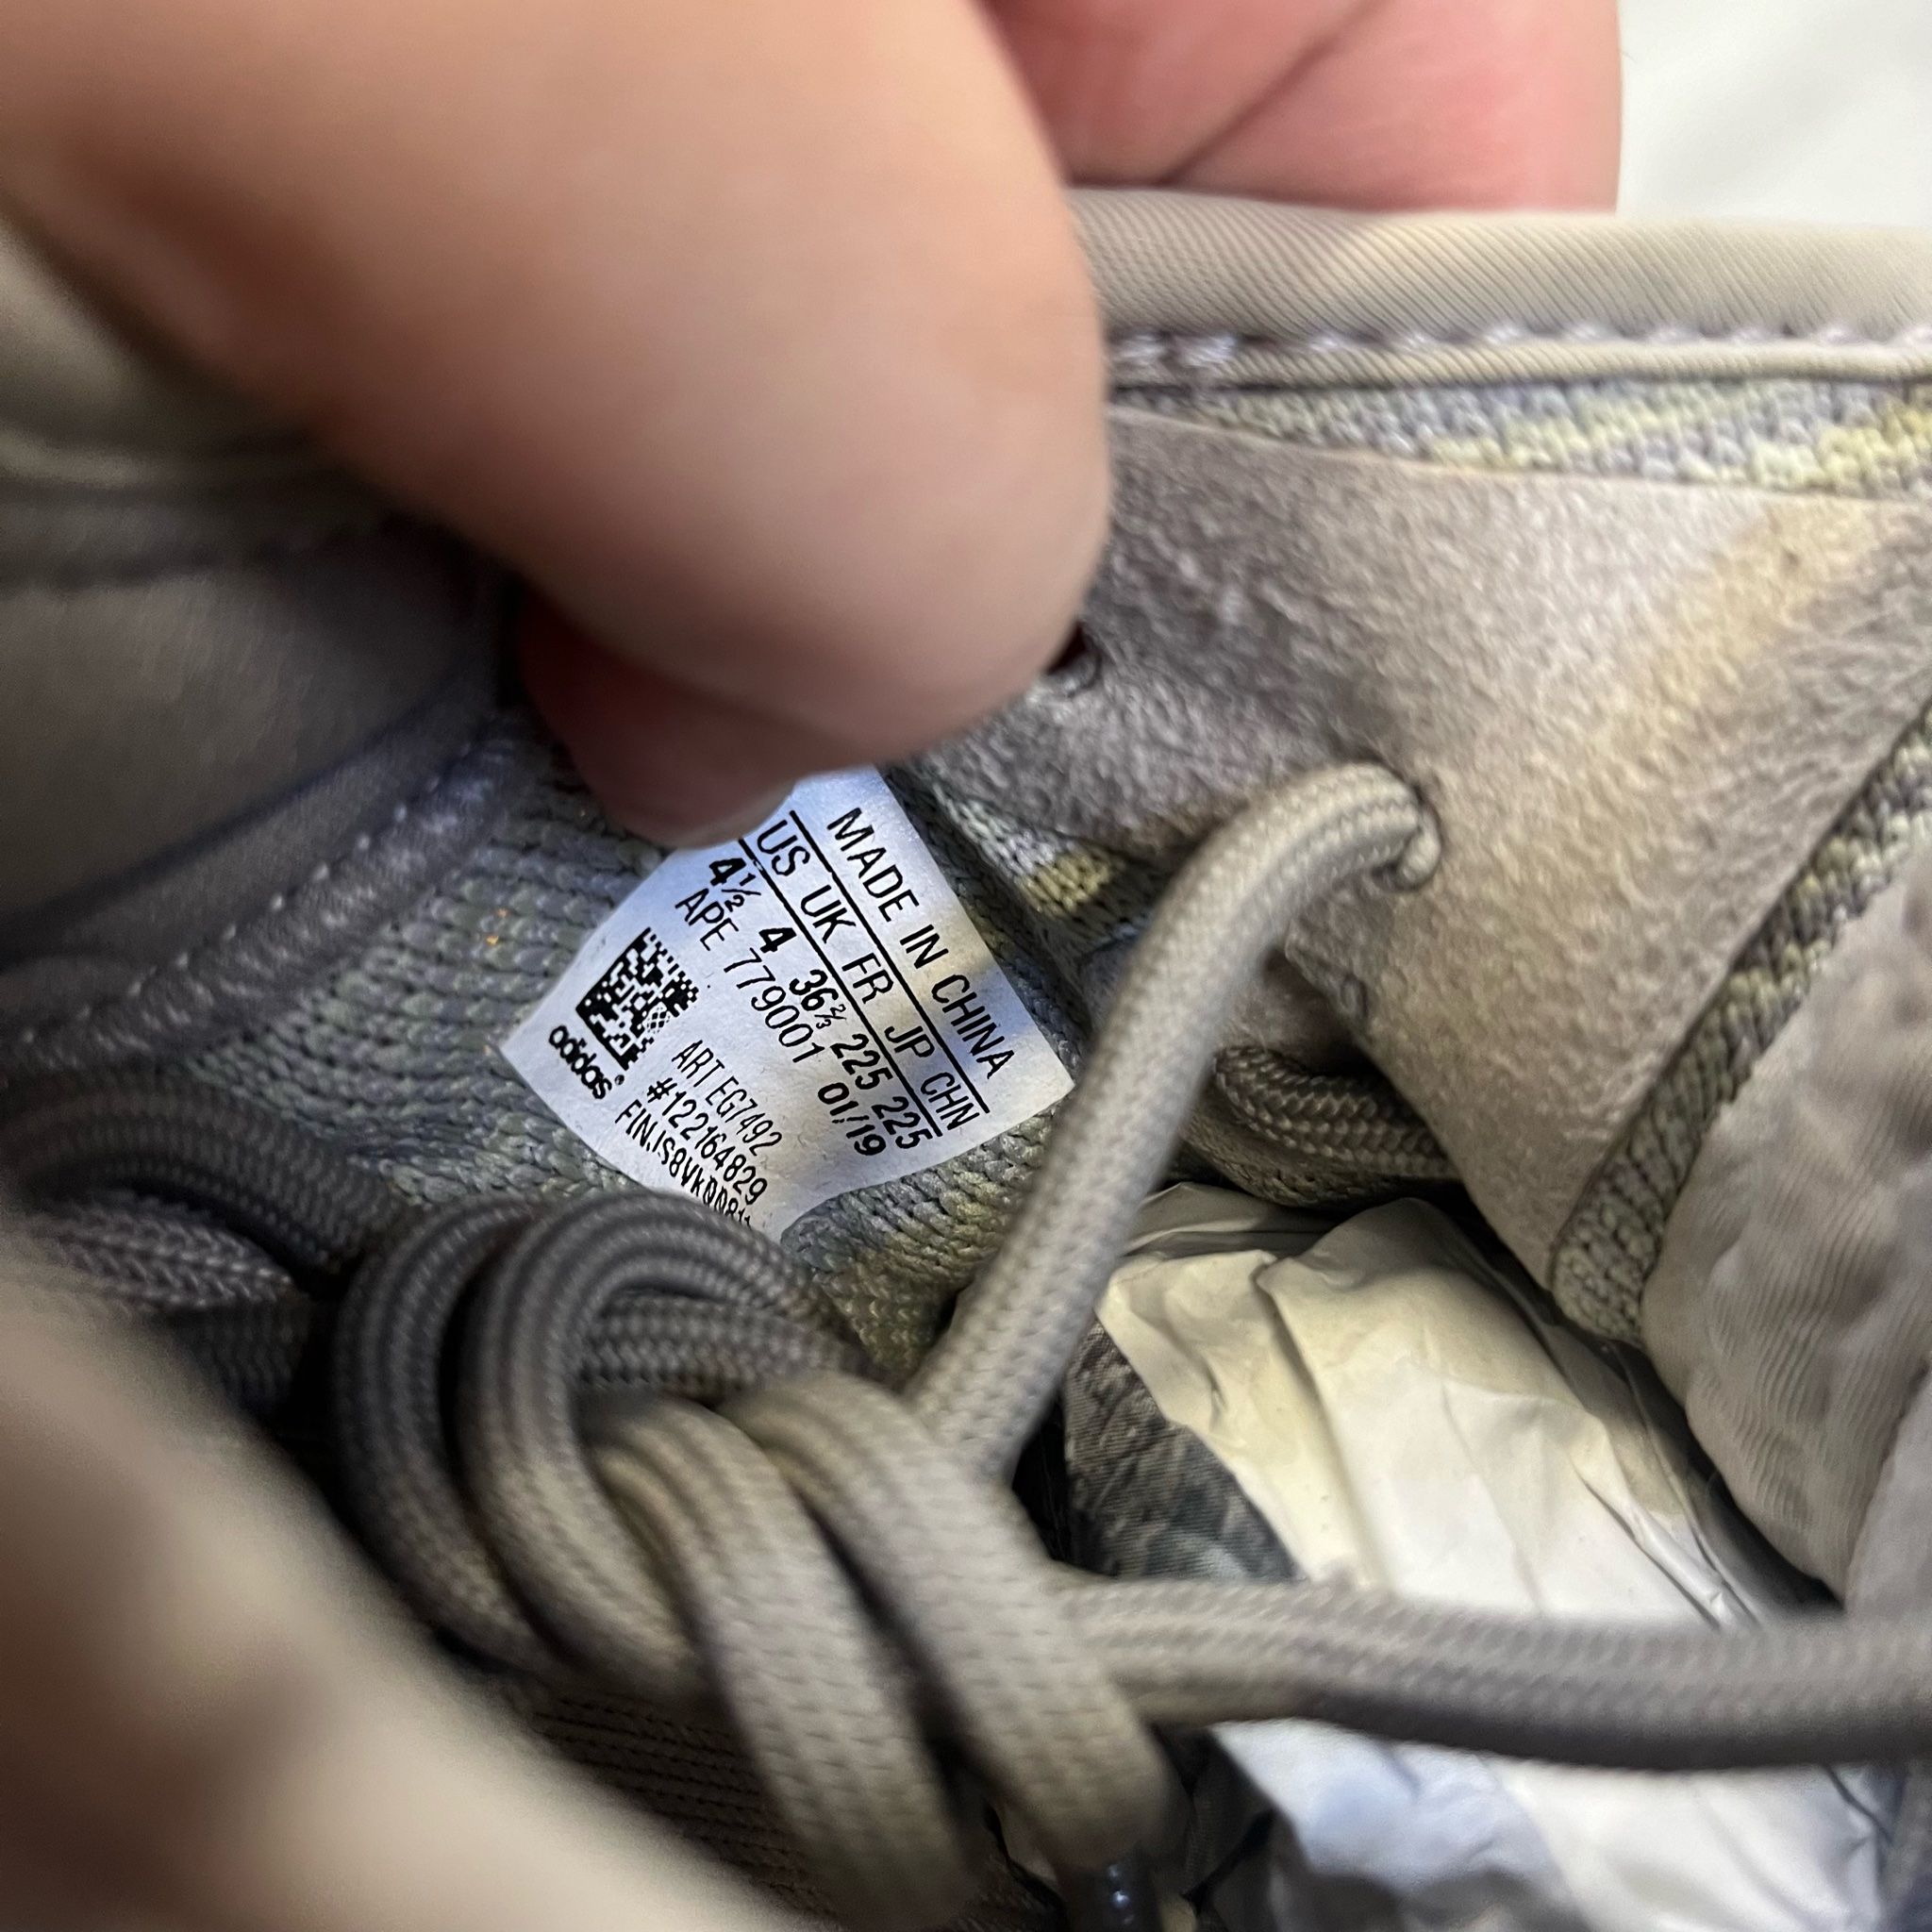 MADE IN CHINA
US UK FR JP CHN
4½ 4 36⅔ 225 225
APE 779001 01/19
ART EG7492
#122164829
adidas®